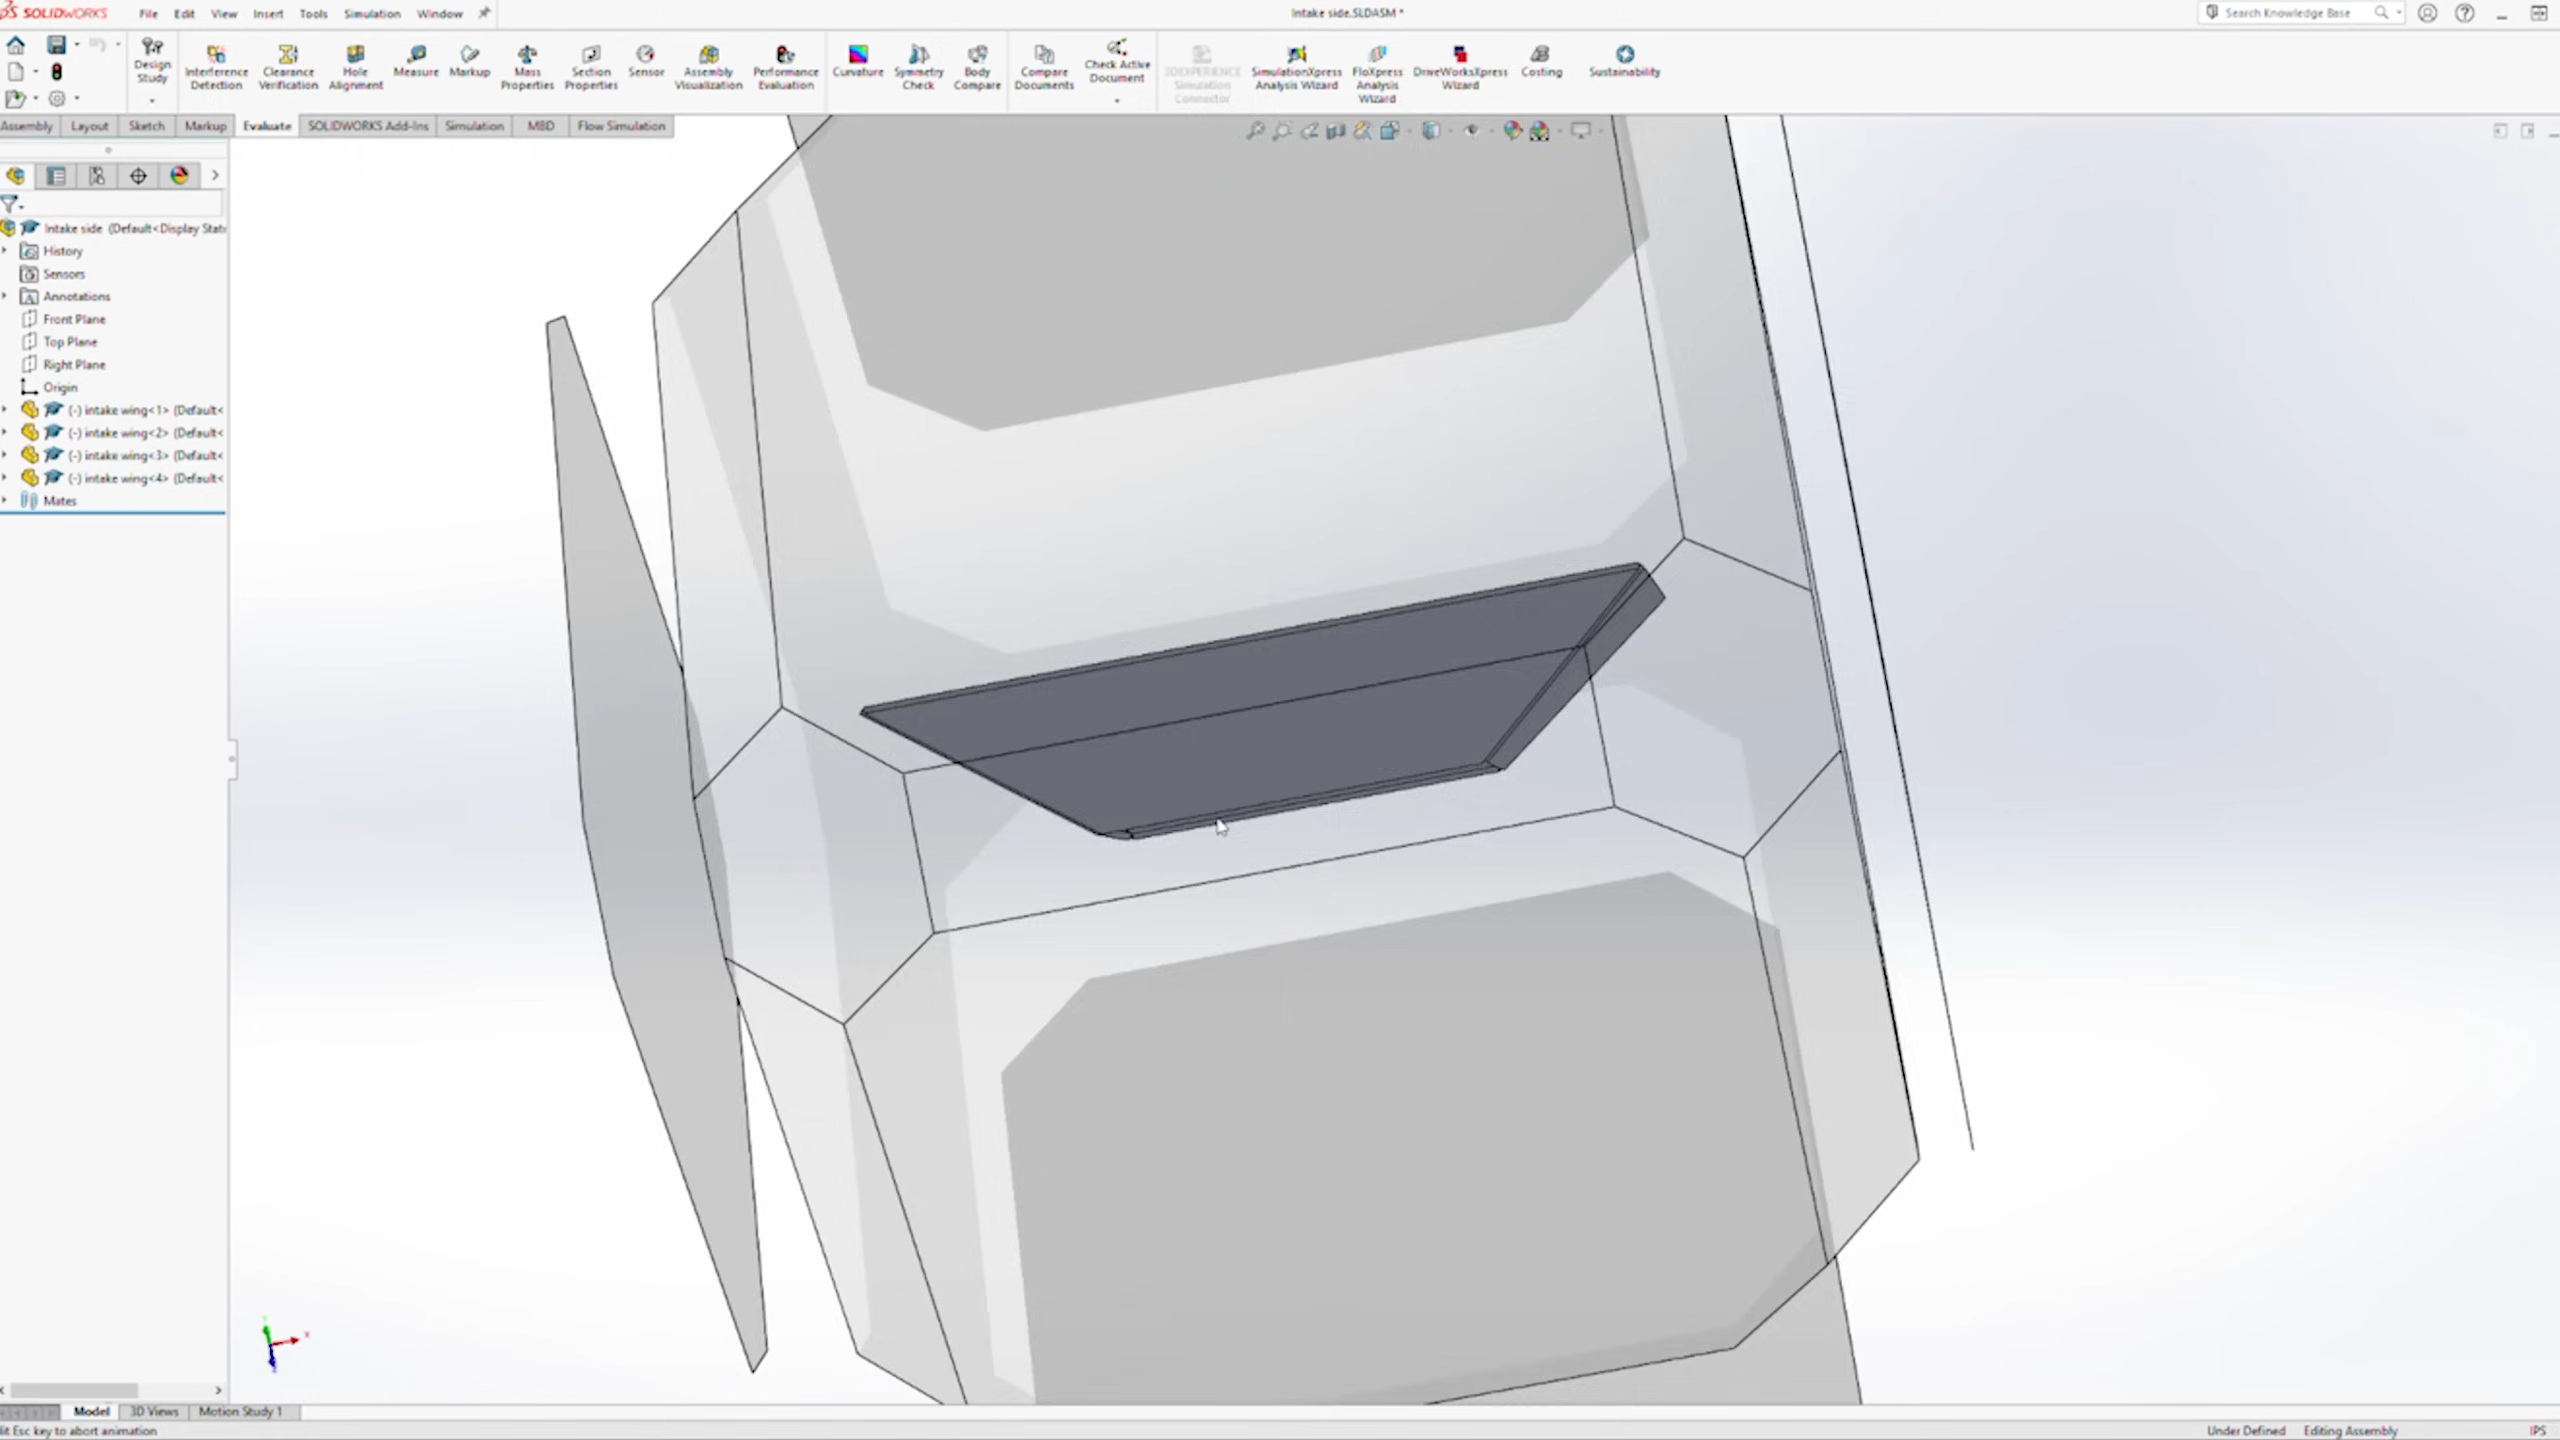 SOLIDWORKS File Edit View Insert Tools Simulation Window
Intake side.SLDASM *
Search Knowledge Base
Design Study
Interference Detection
Clearance Verification
Hole Alignment
Measure
Markup
Mass Properties
Section Properties
Sensor
Assembly Visualization
Performance Evaluation
Curvature
Symmetry Check
Body Compare
Compare Documents
Check Active Document
3DEXPERIENCE Simulation Connector
SimulationXpress Analysis Wizard
FloXpress Analysis Wizard
DriveWorksXpress Wizard
Costing
Sustainability
Assembly Layout Sketch Markup Evaluate SOLIDWORKS Add-Ins Simulation MBD Flow Simulation
Intake side (Default<Display Stat
History
Sensors
Annotations
Front Plane
Top Plane
Right Plane
Origin
(-) intake wing<1> (Default<
(-) intake wing<2> (Default<
(-) intake wing<3> (Default<
(-) intake wing<4> (Default<
Mates
Model 3D Views Motion Study 1
it Esc key to abort animation
Under Defined Editing Assembly IPS